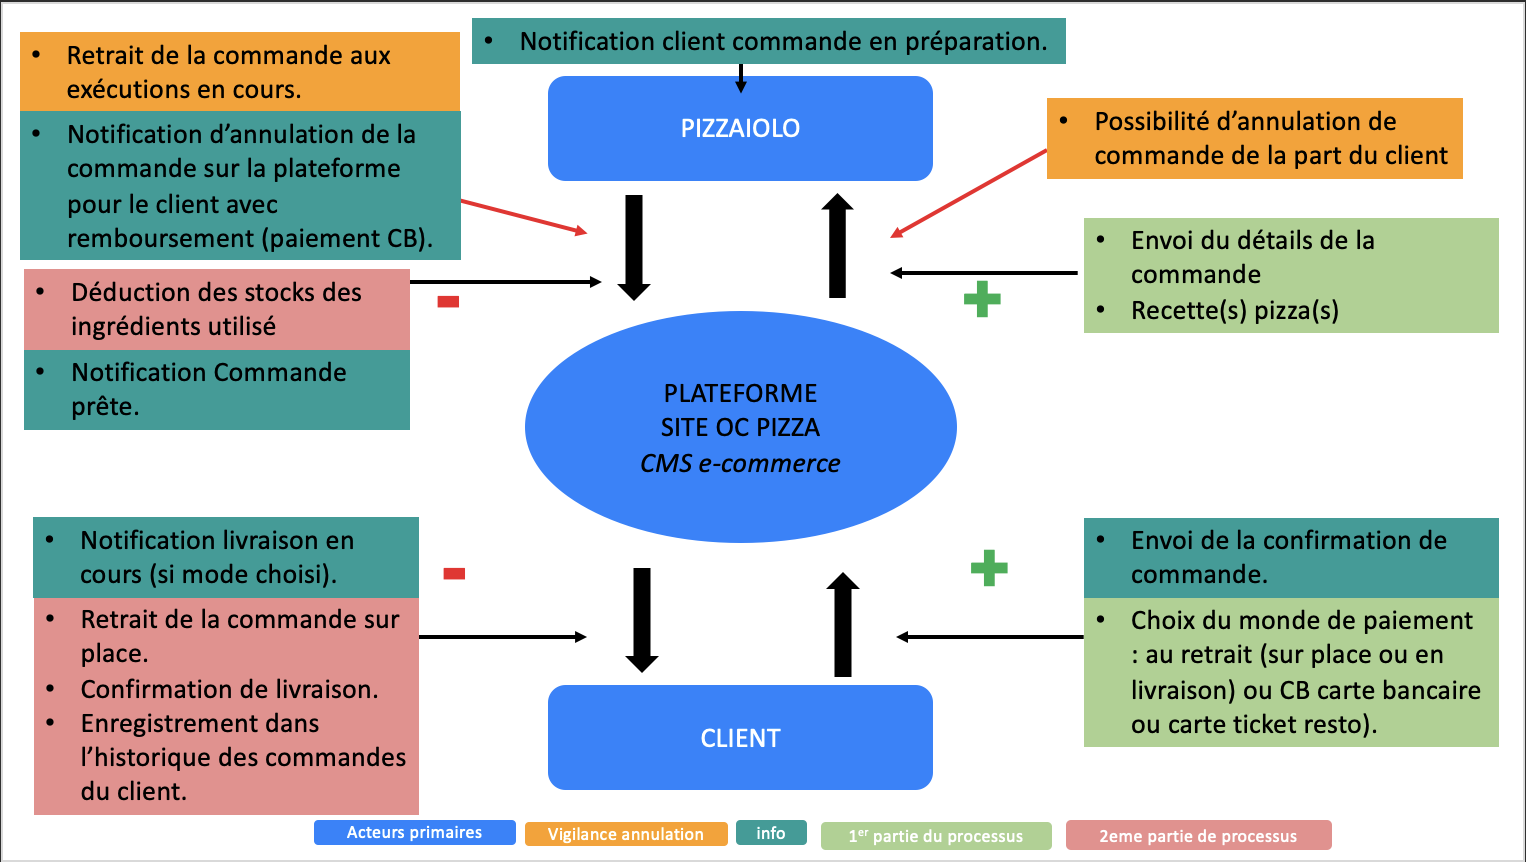 • Notification client commande en préparation.
• Retrait de la commande aux
exécutions en cours.
• Notification d’annulation de la
commande sur la plateforme
pour le client avec
remboursement (paiement CB).
• Déduction des stocks des
ingrédients utilisé
• Notification Commande
prête.
PIZZAIOLO
• Possibilité d’annulation de
commande de la part du client
• Envoi du détails de la
commande
• Recette(s) pizza(s)
PLATEFORME
SITE OC PIZZA
CMS e-commerce
• Notification livraison en
cours (si mode choisi).
• Retrait de la commande sur
place.
• Confirmation de livraison.
• Enregistrement dans
l’historique des commandes
du client.
• Envoi de la confirmation de
commande.
• Choix du monde de paiement
: au retrait (sur place ou en
livraison) ou CB carte bancaire
ou carte ticket resto).
CLIENT
Acteurs primaires
Vigilance annulation
info
1er partie du processus
2eme partie de processus